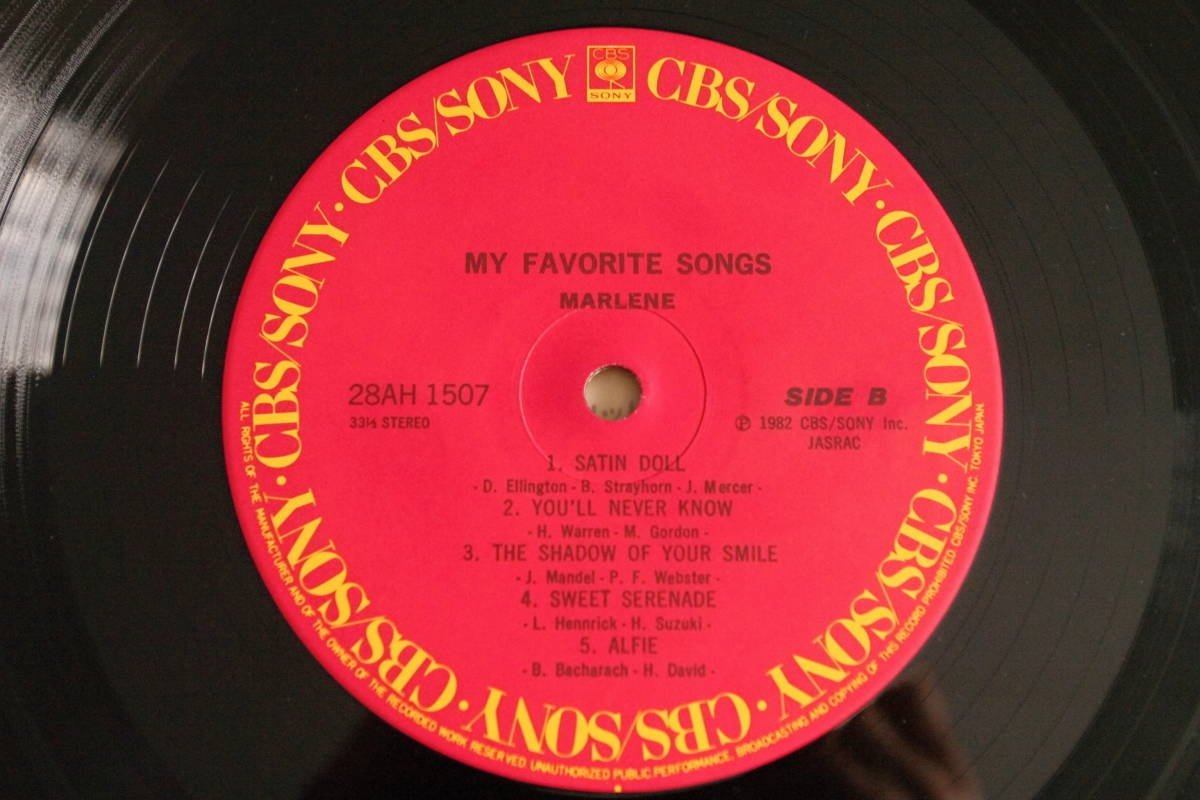 CBS
SONY
CBS/SONY · CBS/SONY · CBS/SONY · CBS/SONY · CBS/SONY · CBS/SONY · CBS/SONY · CBS/SONY · CBS/SONY
MY FAVORITE SONGS
MARLENE
28AH 1507
33⅓ STEREO
SIDE B
Ⓟ 1982 CBS/SONY Inc.
JASRAC
1. SATIN DOLL
- D. Ellington - B. Strayhorn - J. Mercer -
2. YOU'LL NEVER KNOW
- H. Warren - M. Gordon -
3. THE SHADOW OF YOUR SMILE
- J. Mandel - P. F. Webster -
4. SWEET SERENADE
- L. Hennrick - H. Suzuki -
5. ALFIE
- B. Bacharach - H. David -
ALL RIGHTS OF THE MANUFACTURER AND OF THE OWNER OF THE RECORDED WORK RESERVED UNAUTHORIZED PUBLIC PERFORMANCE, BROADCASTING AND COPYING OF THIS RECORD PROHIBITED CBS/SONY INC TOKYO JAPAN